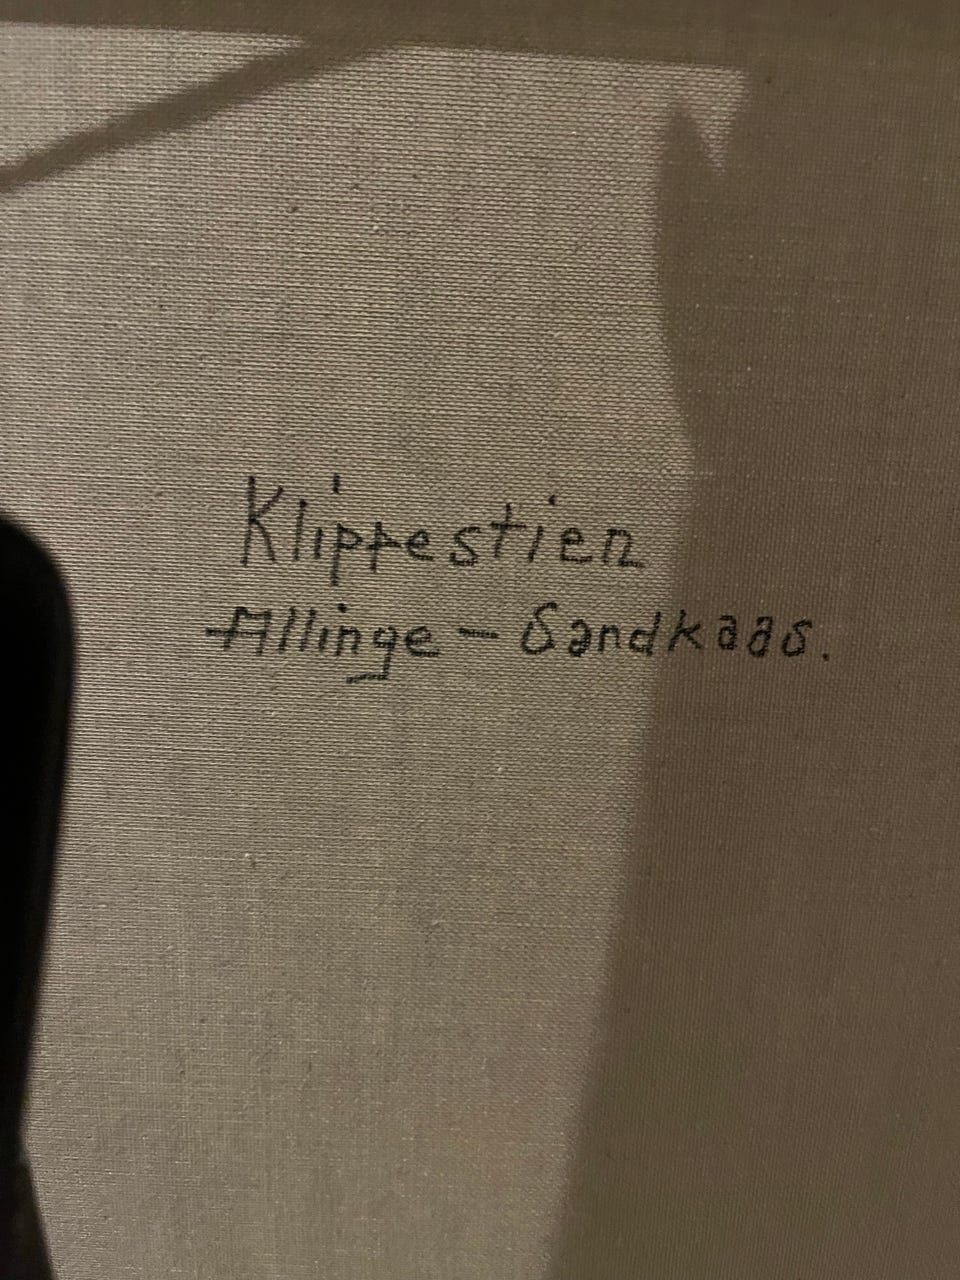 Klippestien
Allinge - Sandkaas.